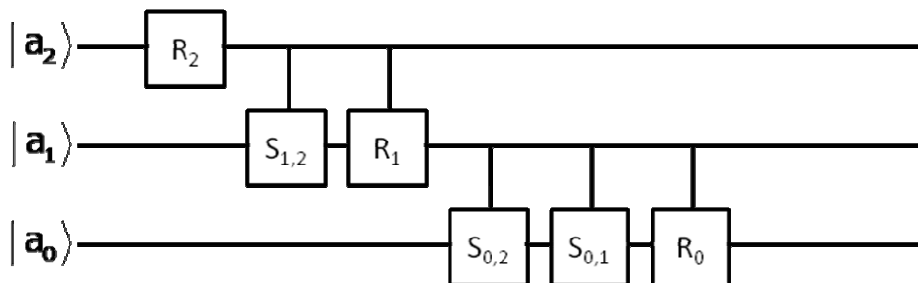 |a₂⟩ R₂
|a₁⟩ S₁,₂ R₁
|a₀⟩ S₀,₂ S₀,₁ R₀